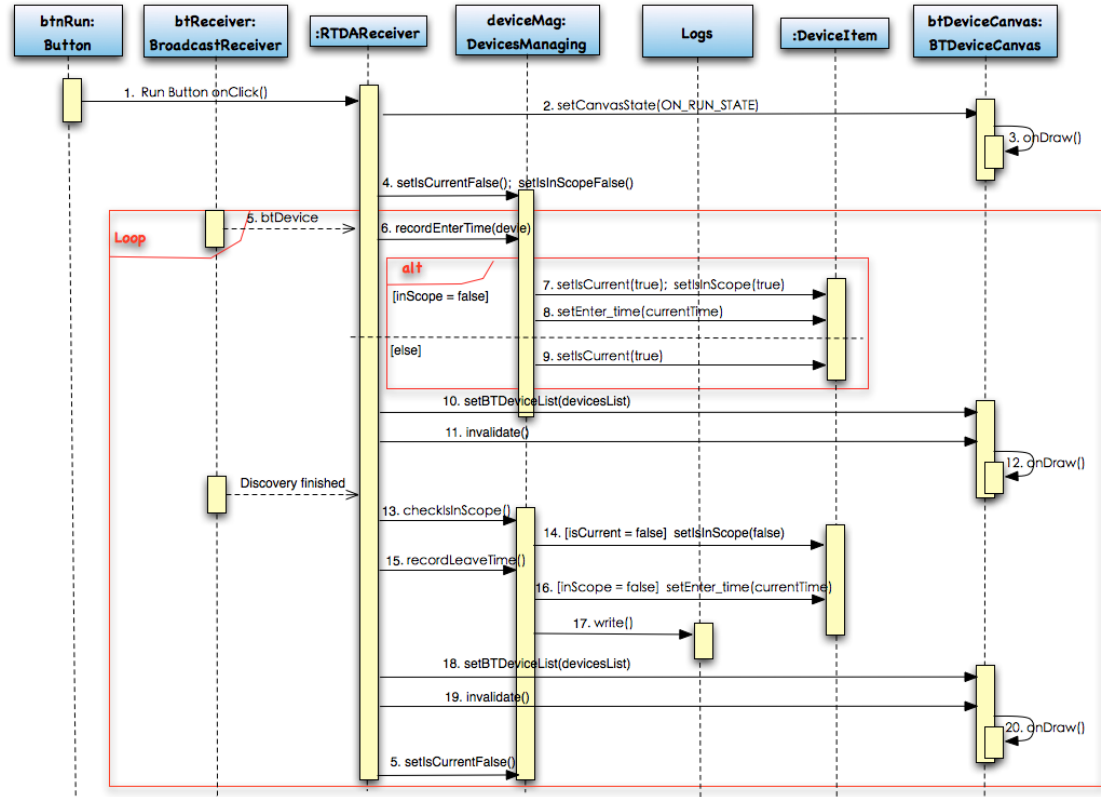 btnRun:
Button
btReceiver:
BroadcastReceiver
:RTDAReceiver
deviceMag:
DevicesManaging
Logs
:DeviceItem
btDeviceCanvas:
BTDeviceCanvas
1. Run Button onClick()
2. setCanvasState(ON_RUN_STATE)
3. onDraw()
4. setIsCurrentFalse(); setIsInScopeFalse()
Loop
5. btDevice
6. recordEnterTime(devie)
alt
[inScope = false]
7. setIsCurrent(true); setIsInScope(true)
8. setEnter_time(currentTime)
[else]
9. setIsCurrent(true)
10. setBTDeviceList(devicesList)
11. invalidate()
12. onDraw()
Discovery finished
13. checkIsInScope()
14. [isCurrent = false] setIsInScope(false)
15. recordLeaveTime()
16. [inScope = false] setEnter_time(currentTime)
17. write()
18. setBTDeviceList(devicesList)
19. invalidate()
20. onDraw()
5. setIsCurrentFalse()